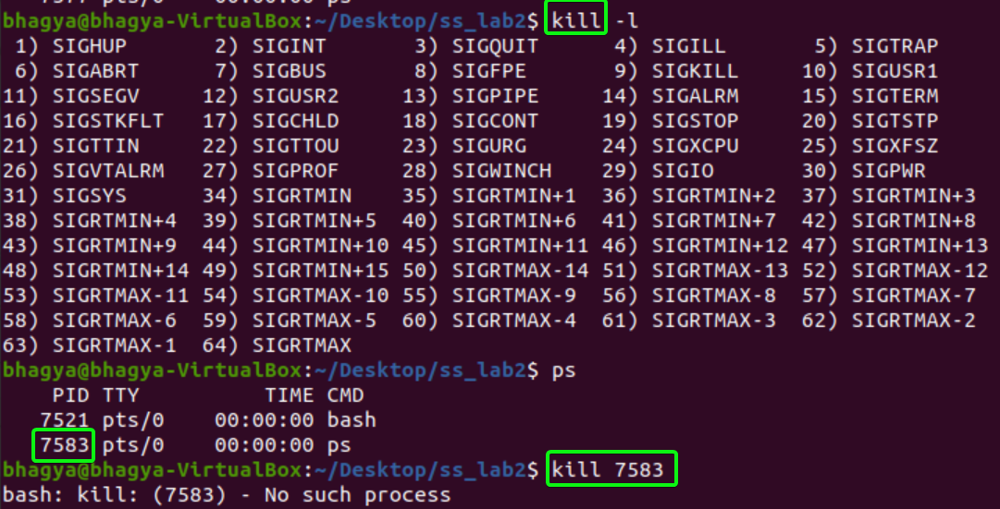 7577 pts/0    00:00:00 ps
bhagya@bhagya-VirtualBox:~/Desktop/ss_lab2$ kill -l
 1) SIGHUP       2) SIGINT       3) SIGQUIT      4) SIGILL       5) SIGTRAP
 6) SIGABRT      7) SIGBUS       8) SIGFPE       9) SIGKILL     10) SIGUSR1
11) SIGSEGV     12) SIGUSR2     13) SIGPIPE     14) SIGALRM     15) SIGTERM
16) SIGSTKFLT   17) SIGCHLD     18) SIGCONT     19) SIGSTOP     20) SIGTSTP
21) SIGTTIN     22) SIGTTOU     23) SIGURG      24) SIGXCPU     25) SIGXFSZ
26) SIGVTALRM   27) SIGPROF     28) SIGWINCH    29) SIGIO       30) SIGPWR
31) SIGSYS      34) SIGRTMIN    35) SIGRTMIN+1  36) SIGRTMIN+2  37) SIGRTMIN+3
38) SIGRTMIN+4  39) SIGRTMIN+5  40) SIGRTMIN+6  41) SIGRTMIN+7  42) SIGRTMIN+8
43) SIGRTMIN+9  44) SIGRTMIN+10 45) SIGRTMIN+11 46) SIGRTMIN+12 47) SIGRTMIN+13
48) SIGRTMIN+14 49) SIGRTMIN+15 50) SIGRTMAX-14 51) SIGRTMAX-13 52) SIGRTMAX-12
53) SIGRTMAX-11 54) SIGRTMAX-10 55) SIGRTMAX-9  56) SIGRTMAX-8  57) SIGRTMAX-7
58) SIGRTMAX-6  59) SIGRTMAX-5  60) SIGRTMAX-4  61) SIGRTMAX-3  62) SIGRTMAX-2
63) SIGRTMAX-1  64) SIGRTMAX
bhagya@bhagya-VirtualBox:~/Desktop/ss_lab2$ ps
    PID TTY          TIME CMD
   7521 pts/0    00:00:00 bash
   7583 pts/0    00:00:00 ps
bhagya@bhagya-VirtualBox:~/Desktop/ss_lab2$ kill 7583
bash: kill: (7583) - No such process